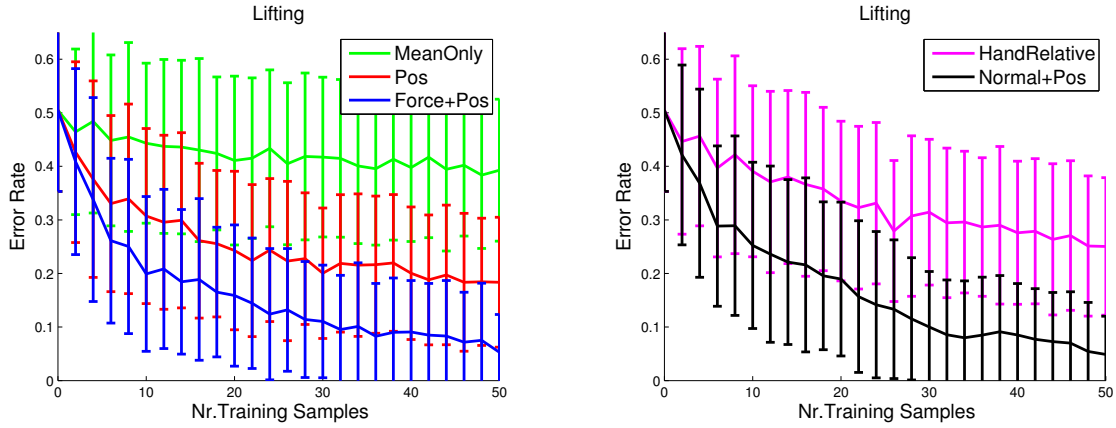 Lifting
0.6
0.5
0.4
0.3
0.2
0.1
0
Error Rate
MeanOnly
Pos
Force+Pos
0 10 20 30 40 50
Nr.Training Samples
Lifting
0.6
0.5
0.4
0.3
0.2
0.1
0
Error Rate
HandRelative
Normal+Pos
0 10 20 30 40 50
Nr.Training Samples